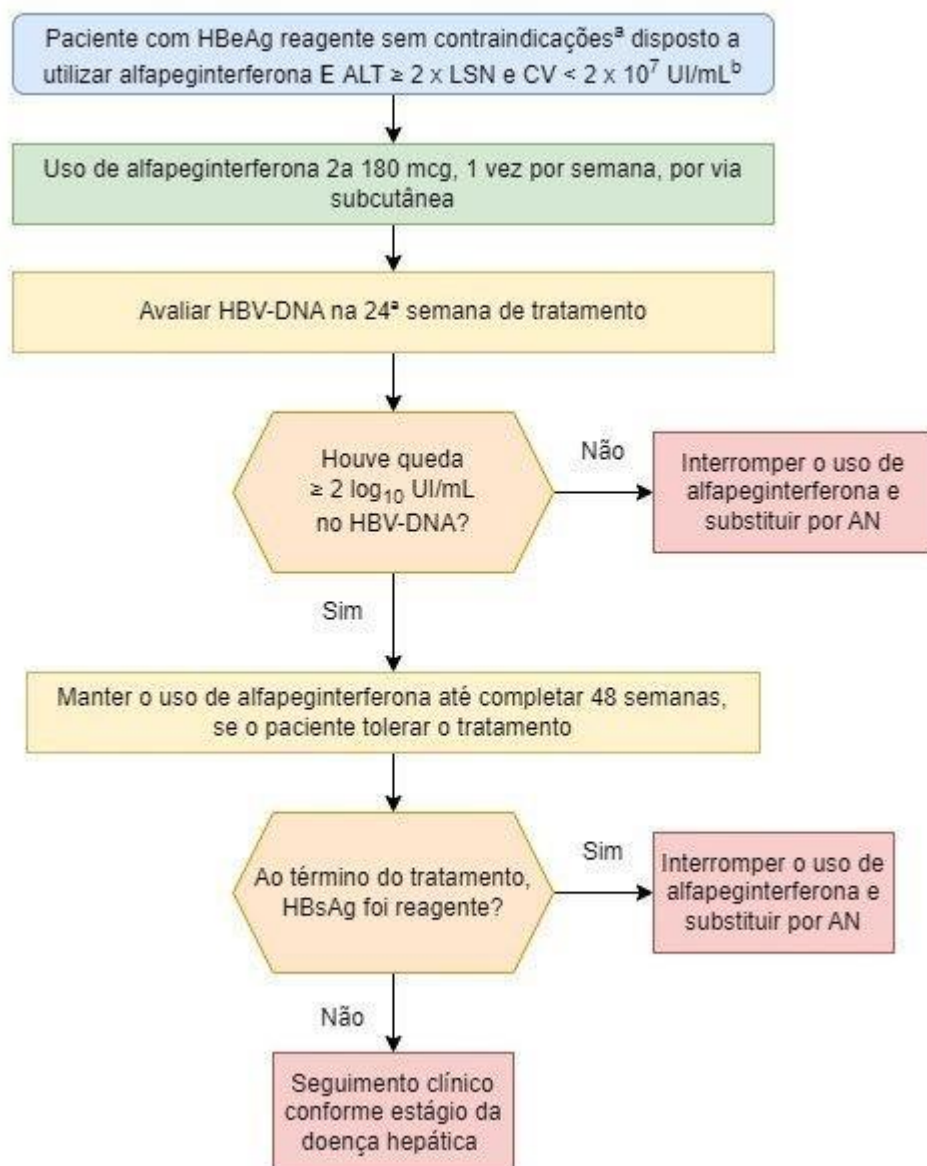 Paciente com HBeAg reagente sem contraindicaçõesª disposto a
utilizar alfapeginterferona E ALT ≥ 2 x LSN e CV < 2 x 10⁷ UI/mLᵇ
Uso de alfapeginterferona 2a 180 mcg, 1 vez por semana, por via
subcutânea
Avaliar HBV-DNA na 24ª semana de tratamento
Houve queda
≥ 2 log₁₀ UI/mL
no HBV-DNA?
Não
Interromper o uso de
alfapeginterferona e
substituir por AN
Sim
Manter o uso de alfapeginterferona até completar 48 semanas,
se o paciente tolerar o tratamento
Ao término do tratamento,
HBsAg foi reagente?
Sim
Interromper o uso de
alfapeginterferona e
substituir por AN
Não
Seguimento clínico
conforme estágio da
doença hepática